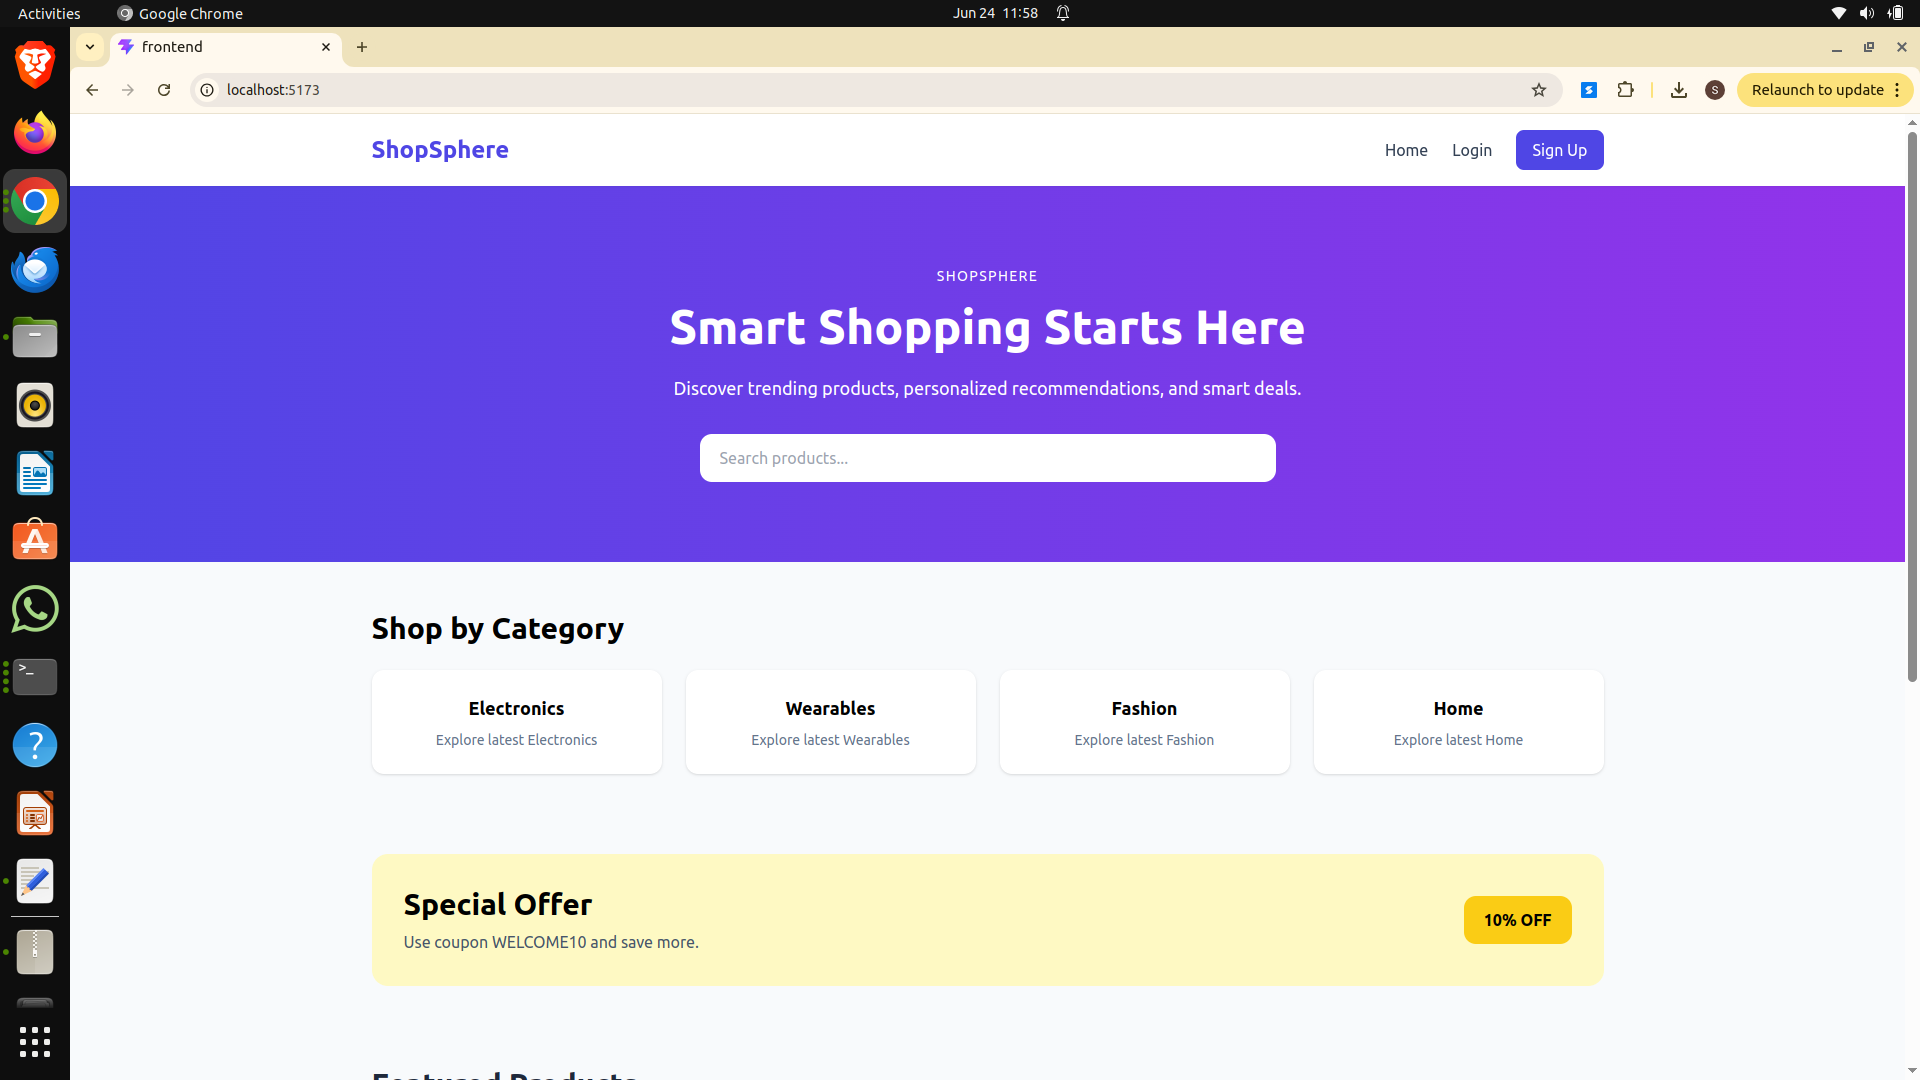 Activities
Google Chrome
Jun 24 11:58
frontend
localhost:5173
S
Relaunch to update
ShopSphere
Home
Login
Sign Up
SHOPSPHERE
Smart Shopping Starts Here
Discover trending products, personalized recommendations, and smart deals.
Search products...
Shop by Category
Electronics
Explore latest Electronics
Wearables
Explore latest Wearables
Fashion
Explore latest Fashion
Home
Explore latest Home
Special Offer
Use coupon WELCOME10 and save more.
10% OFF
Featured Products